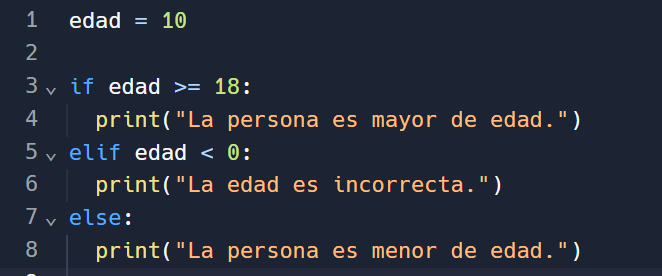 1 edad = 10
2
3 if edad >= 18:
4 print("La persona es mayor de edad.")
5 elif edad < 0:
6 print("La edad es incorrecta.")
7 else:
8 print("La persona es menor de edad.")